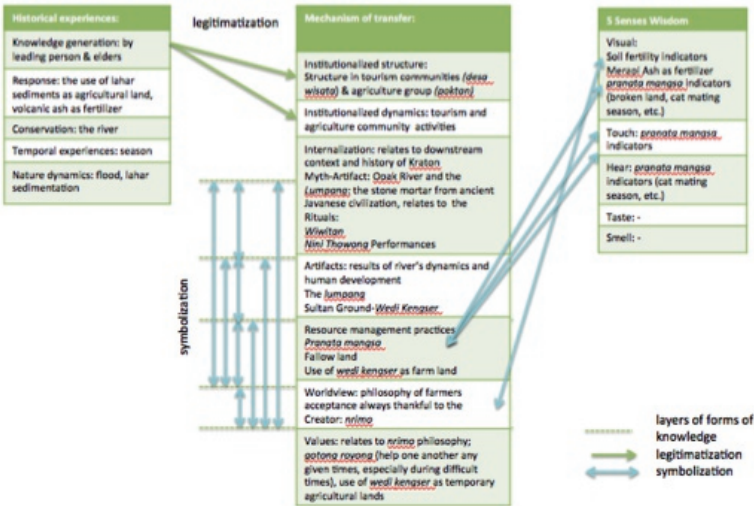 Historical experiences:
Knowledge generation: by
leading person & elders
Response: the use of lahar
sediments as agricultural land,
volcanic ash as fertilizer
Conservation: the river
Temporal experiences: season
Nature dynamics: flood, lahar
sedimentation
legitimatization
symbolization
Mechanism of transfer:
Institutionalized structure:
Structure in tourism communities (desa
wisata) & agriculture group (poktan)
Institutionalized dynamics: tourism and
agriculture community activities
Internalization: relates to downstream
context and history of Kraton
Myth-Artifact: Opak River and the
Lumpang; the stone mortar from ancient
Javanese civilization, relates to the
Rituals:
Wiwitan
Nini Thowong Performances
Artifacts: results of river's dynamics and
human development
The lumpang
Sultan Ground-Wedi Kengser
Resource management practices
Pranata mangsa
Fallow land
Use of wedi kengser as farm land
Worldview: philosophy of farmers
acceptance always thankful to the
Creator: nrimo
Values: relates to nrimo philosophy;
gotong royong (help one another any
given times, especially during difficult
times), use of wedi kengser as temporary
agricultural lands
5 Senses Wisdom
Visual:
Soil fertility indicators
Merapi Ash as fertilizer
pranata mangsa indicators
(broken land, cat mating
season, etc.)
Touch: pranata mangsa
indicators
Hear: pranata mangsa
indicators (cat mating
season, etc.)
Taste: -
Smell: -
layers of forms of
knowledge
legitimatization
symbolization